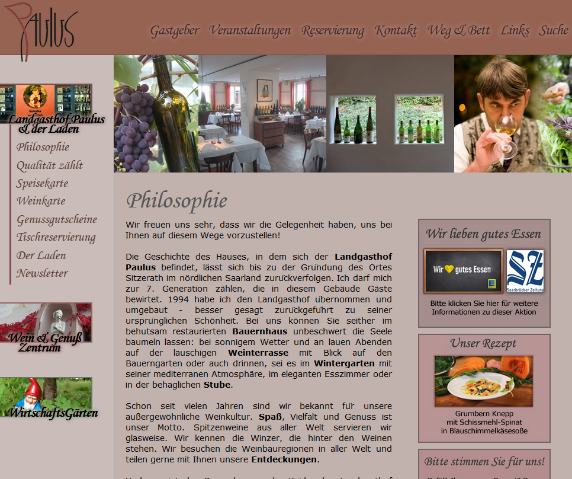 Paulus
Gastgeber Veranstaltungen Reservierung Kontakt Weg & Bett Links Suche
Landgasthof Paulus
& der Laden
Philosophie
Qualität zählt
Speisekarte
Weinkarte
Genussgutscheine
Tischreservierung
Der Laden
Newsletter
Wein & Genuß
Zentrum
WirtschaftsGärten
Philosophie
Wir freuen uns sehr, dass wir die Gelegenheit haben, uns bei
Ihnen auf diesem Wege vorzustellen!
Die Geschichte des Hauses, in dem sich der Landgasthof
Paulus befindet, lässt sich bis zu der Gründung des Ortes
Sitzerath im nördlichen Saarland zurückverfolgen. Ich darf mich
zur 7. Generation zählen, die in diesem Gebäude Gäste
bewirtet. 1994 habe ich den Landgasthof übernommen und
umgebaut - besser gesagt zurückgeführt zu seiner
ursprünglichen Schönheit. Bei uns können Sie seither im
behutsam restaurierten Bauernhaus unbeschwert die Seele
baumeln lassen: bei sonnigem Wetter und an lauen Abenden
auf der lauschigen Weinterrasse mit Blick auf den
Bauerngarten oder auch drinnen, sei es im Wintergarten mit
seiner mediterranen Atmosphäre, im eleganten Esszimmer oder
in der behaglichen Stube.
Schon seit vielen Jahren sind wir bekannt für unsere
außergewöhnliche Weinkultur. Spaß, Vielfalt und Genuss ist
unser Motto. Spitzenweine aus aller Welt servieren wir
glasweise. Wir kennen die Winzer, die hinter den Weinen
stehen. Wir besuchen die Weinbauregionen in aller Welt und
teilen gerne mit Ihnen unsere Entdeckungen.
Wir lieben gutes Essen
Wir gutes Essen
SZ
Saarbrücker Zeitung
Bitte klicken Sie hier für weitere
Informationen zu dieser Aktion
Unser Rezept
Grumbern Knepp
mit Schissmehl-Spinat
in Blauschimmelkäsesoße
Bitte stimmen Sie für uns!